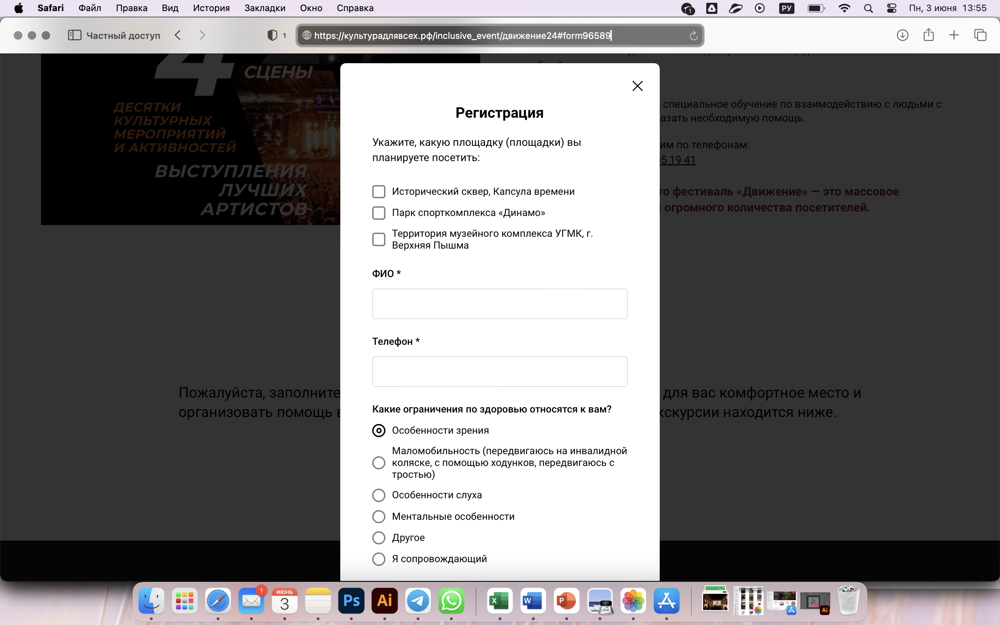 Safari Файл Правка Вид История Закладки Окно Справка
1 РУ Пн, 3 июня 13:55
Частный доступ 1 https://культурадлявсех.рф/inclusive_event/движение24#form96589
4 СЦЕНЫ
ДЕСЯТКИ
КУЛЬТУРНЫХ
МЕРОПРИЯТИЙ
И АКТИВНОСТЕЙ
ВЫСТУПЛЕНИЯ
ЛУЧШИХ
АРТИСТОВ
специальное обучение по взаимодействию с людьми с
азать необходимую помощь.
им по телефонам:
5 19 41
то фестиваль «Движение» — это массовое
огромного количества посетителей.
Регистрация
Укажите, какую площадку (площадки) вы
планируете посетить:
Исторический сквер, Капсула времени
Парк спорткомплекса «Динамо»
Территория музейного комплекса УГМК, г.
Верхняя Пышма
ФИО *
Телефон *
Какие ограничения по здоровью относятся к вам?
Особенности зрения
Маломобильность (передвигаюсь на инвалидной
коляске, с помощью ходунков, передвигаюсь с
тростью)
Особенности слуха
Ментальные особенности
Другое
Я сопровождающий
Пожалуйста, заполните для вас комфортное место и
организовать помощь в кскурсии находится ниже.
1 ИЮНЬ
3 Ps Ai X W P Ai